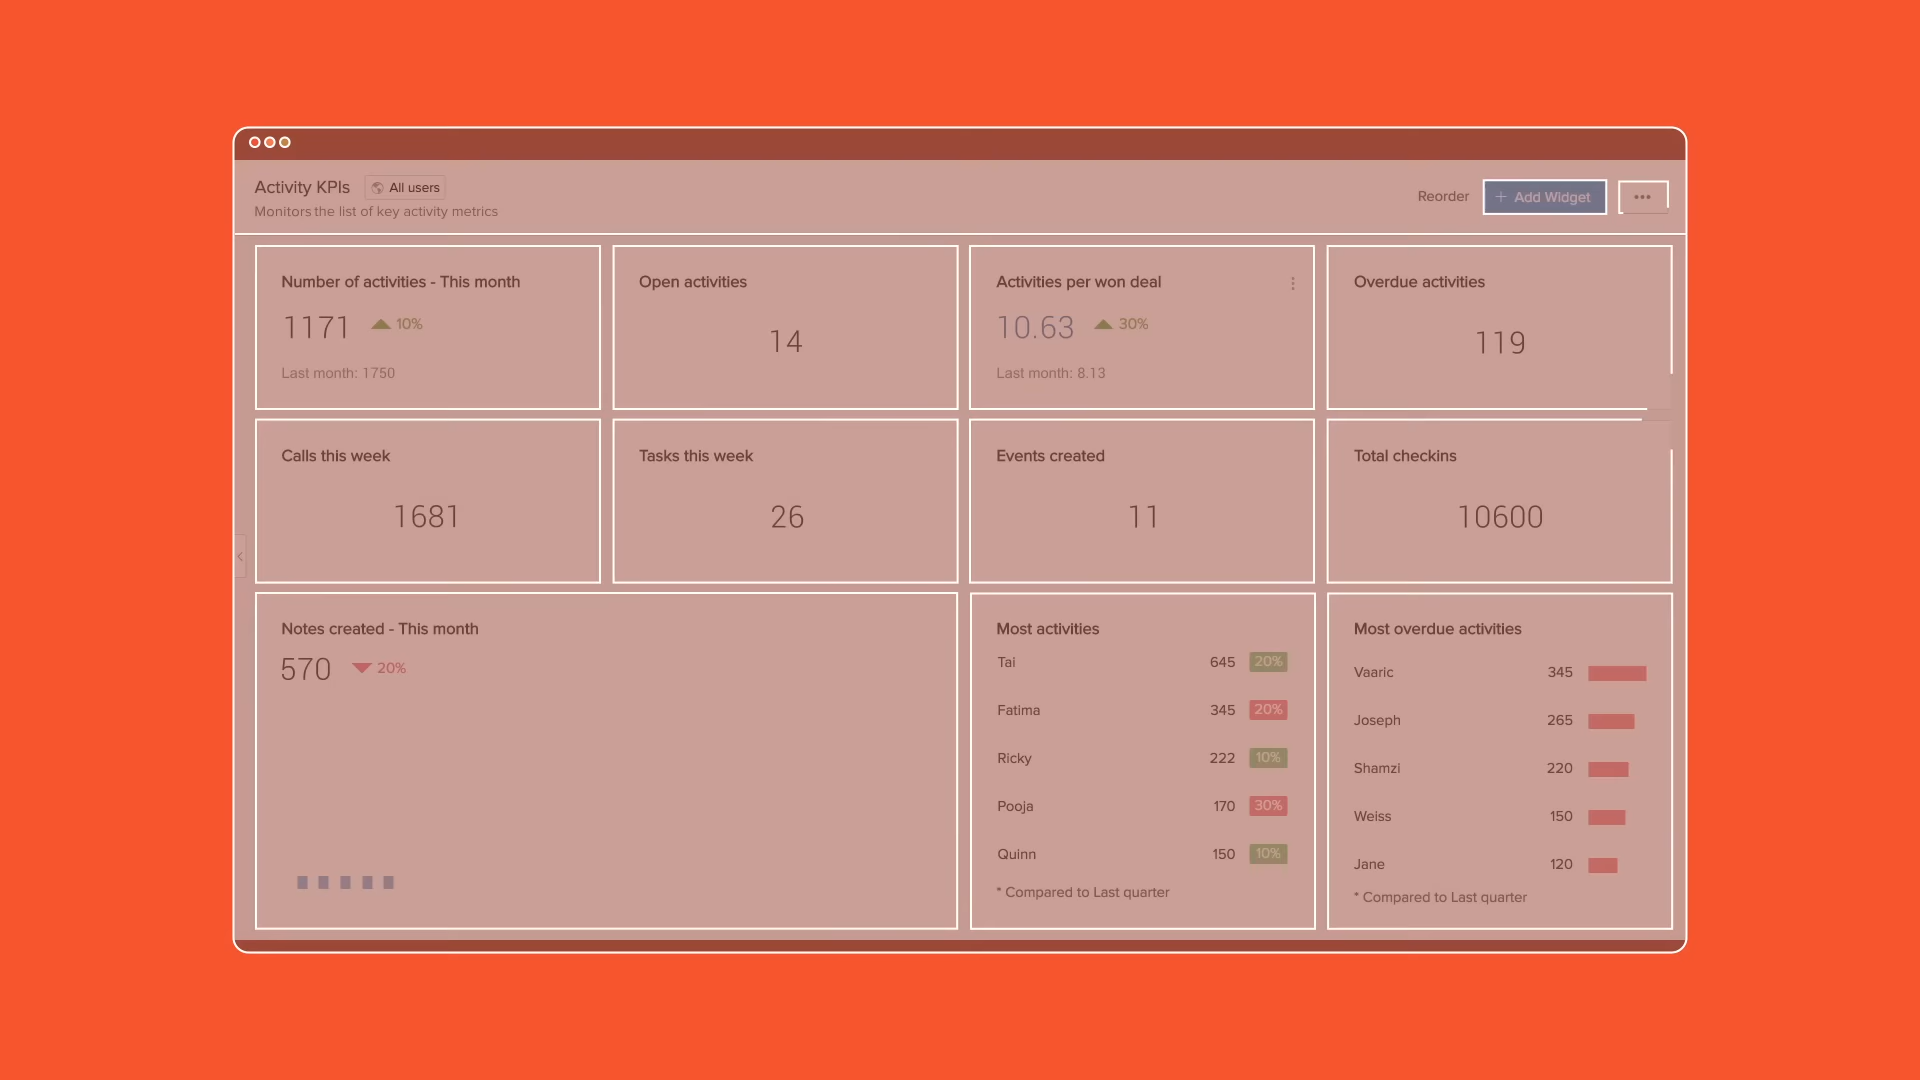 Activity KPIs
All users
Monitors the list of key activity metrics
Reorder
+ Add Widget
Number of activities - This month
1171
10%
Last month: 1750
Open activities
14
Activities per won deal
10.63
30%
Last month: 8.13
Overdue activities
119
Calls this week
1681
Tasks this week
26
Events created
11
Total checkins
10600
Notes created - This month
570
20%
Most activities
Tai 645 20%
Fatima 345 20%
Ricky 222 10%
Pooja 170 30%
Quinn 150 10%
* Compared to Last quarter
Most overdue activities
Vaaric 345
Joseph 265
Shamzi 220
Weiss 150
Jane 120
* Compared to Last quarter